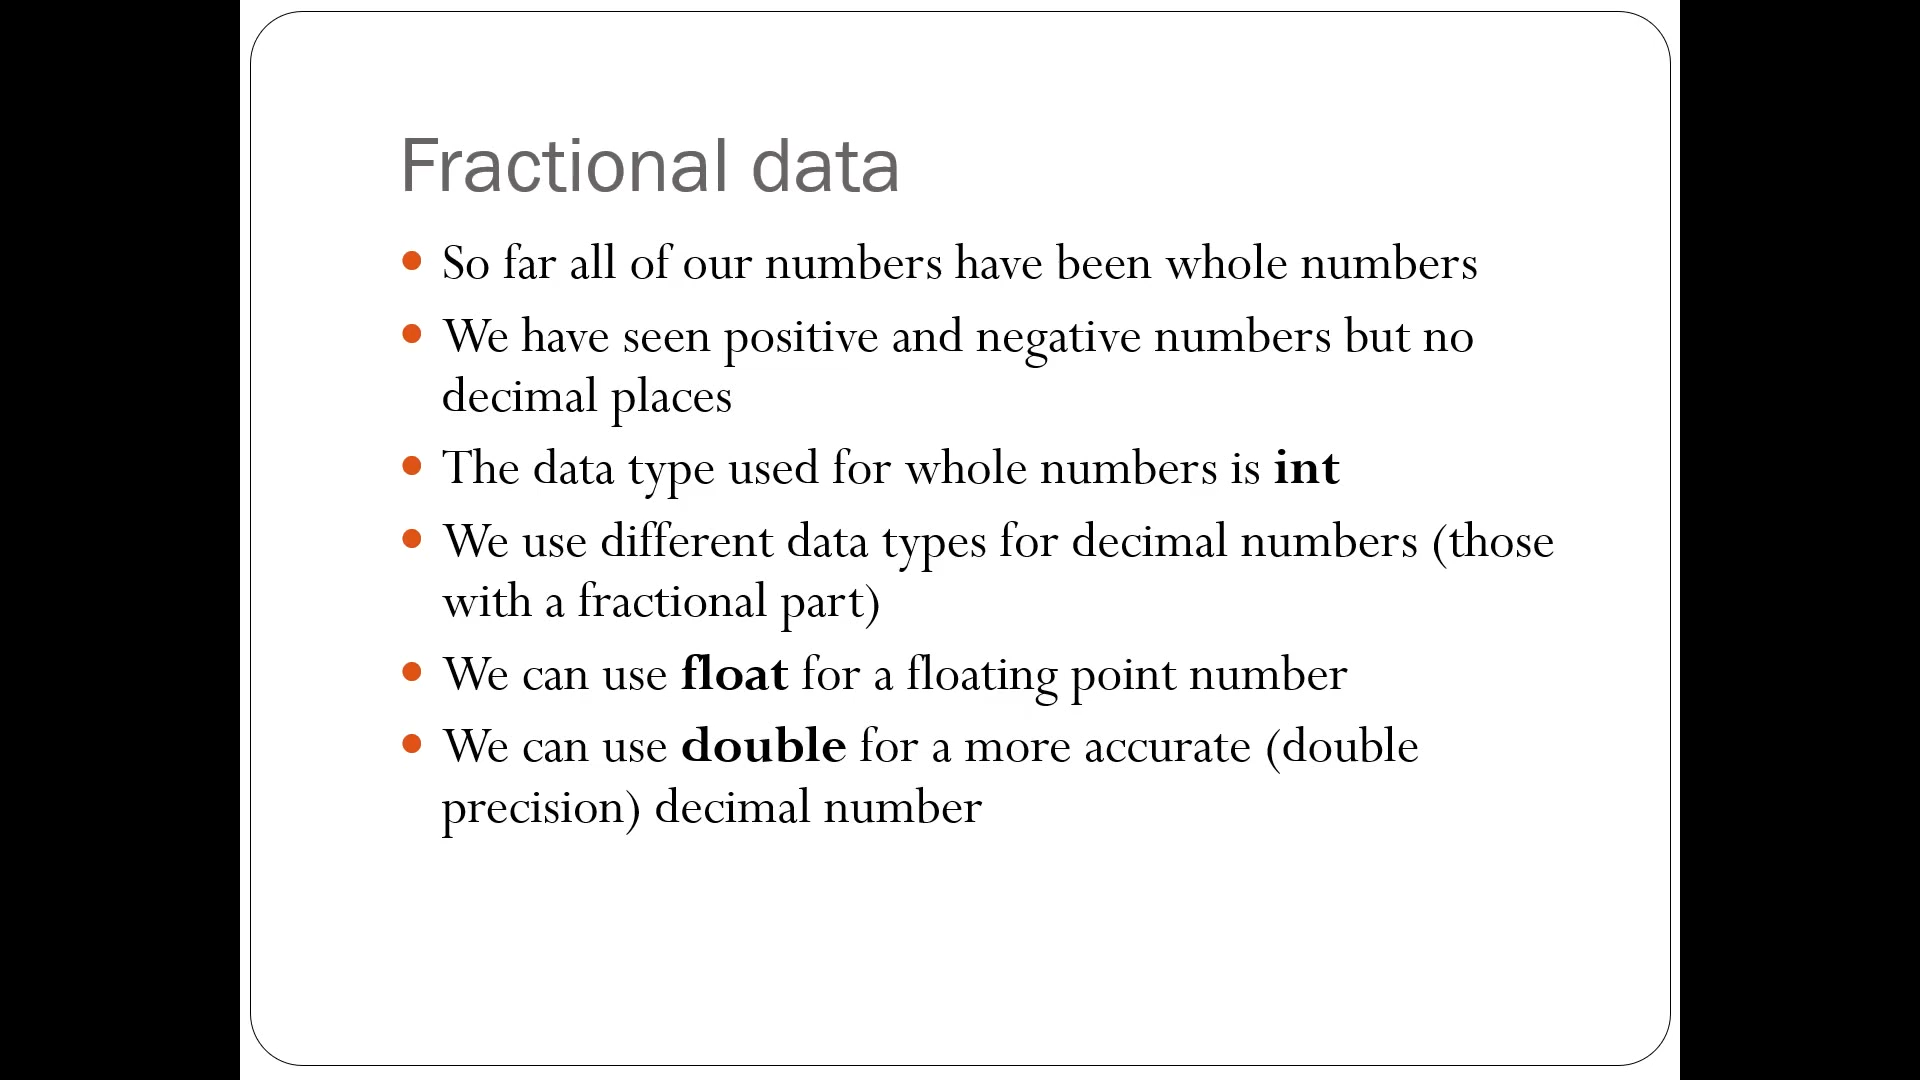 Fractional data
• So far all of our numbers have been whole numbers
• We have seen positive and negative numbers but no
decimal places
• The data type used for whole numbers is int
• We use different data types for decimal numbers (those
with a fractional part)
• We can use float for a floating point number
• We can use double for a more accurate (double
precision) decimal number